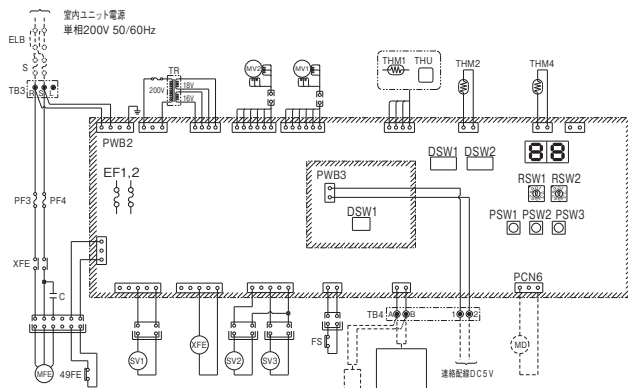 室内ユニット電源
単相200V 50/60Hz
ELB
S
TB3
R S L
TR
200V
18V
16V
MV2
MV1
THM1
THU
THM2
THM4
PWB2
EF1,2
PWB3
DSW1
DSW1
DSW2
88
RSW1
RSW2
PSW1
PSW2
PSW3
PF3
PF4
XFE
C
MFE
49FE
SV1
XFE
SV2
SV3
FS
TB4
A
B
1
2
連絡配線DC5V
PCN6
MD